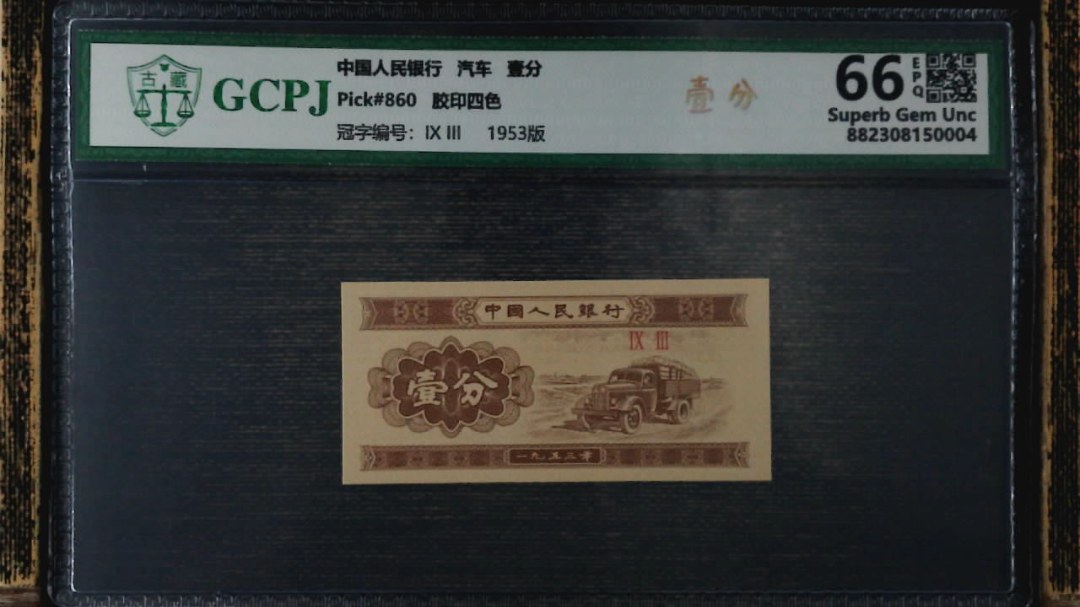 古藏
GCPJ
中国人民银行 汽车 壹分
Pick#860 胶印四色
冠字编号: IX III 1953版
壹分
66 EPQ
Superb Gem Unc
882308150004
中国人民銀行
IX III
壹分
一九五三年